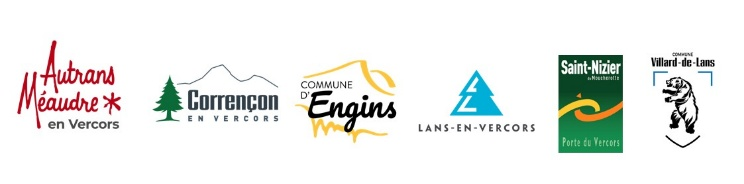 Autrans
Méaudre*
en Vercors
Corrençon
EN VERCORS
COMMUNE
D'Engins
LANS-EN-VERCORS
Saint-Nizier
du Moucherotte
Porte du Vercors
COMMUNE
Villard-de-Lans